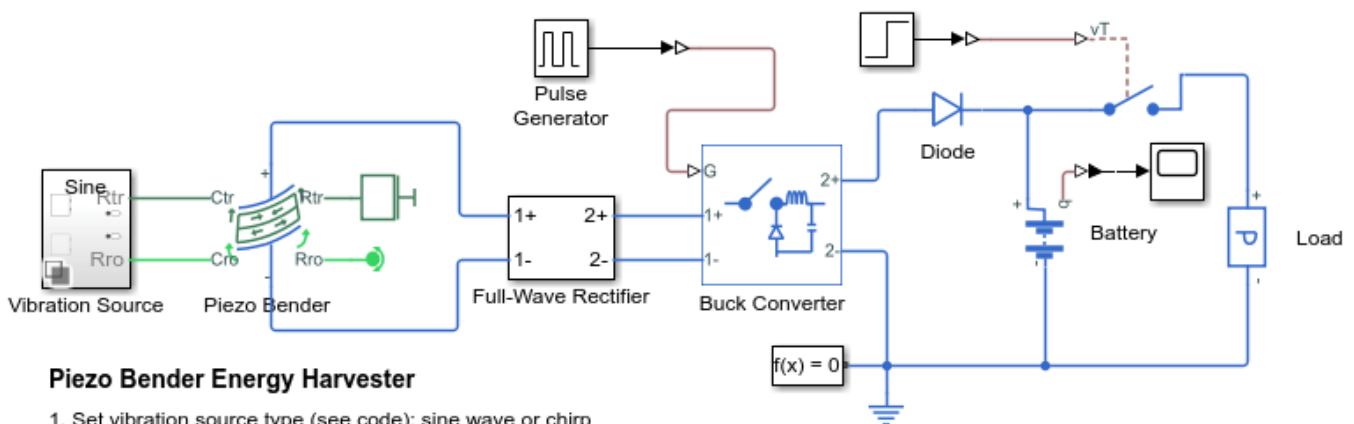 Pulse
Generator
vT
Diode
Sine
Rtr
Rro
Vibration Source
+
Ctr
Cro
Rtr
Rro
-
Piezo Bender
1+
1-
2+
2-
Full-Wave Rectifier
G
1+
1-
2+
2-
Buck Converter
+
q
-
Battery
+
P
-
Load
f(x) = 0
Piezo Bender Energy Harvester
1. Set vibration source type (see code): sine wave or chirp